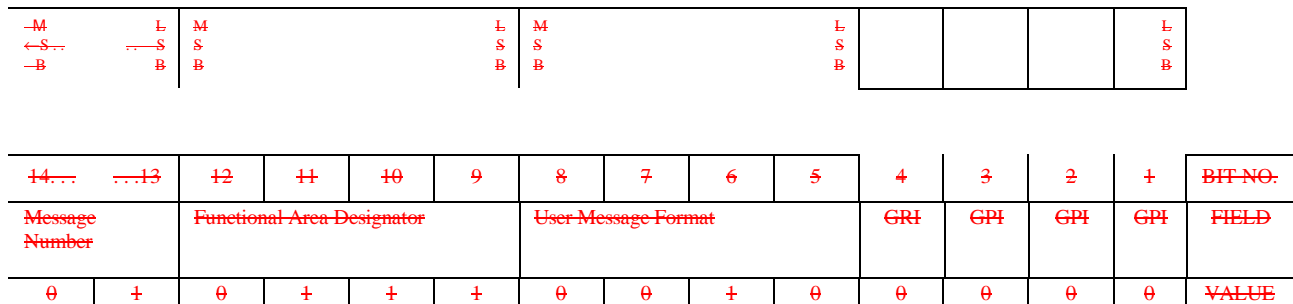 M L M L M L L
←S . . . . S S S S S S
B B B B B B B
14. . . . . .13 12 11 10 9 8 7 6 5 4 3 2 1 BIT NO.
Message Functional Area Designator User Message Format GRI GPI GPI GPI FIELD
Number
0 1 0 1 1 1 0 0 1 0 0 0 0 0 VALUE